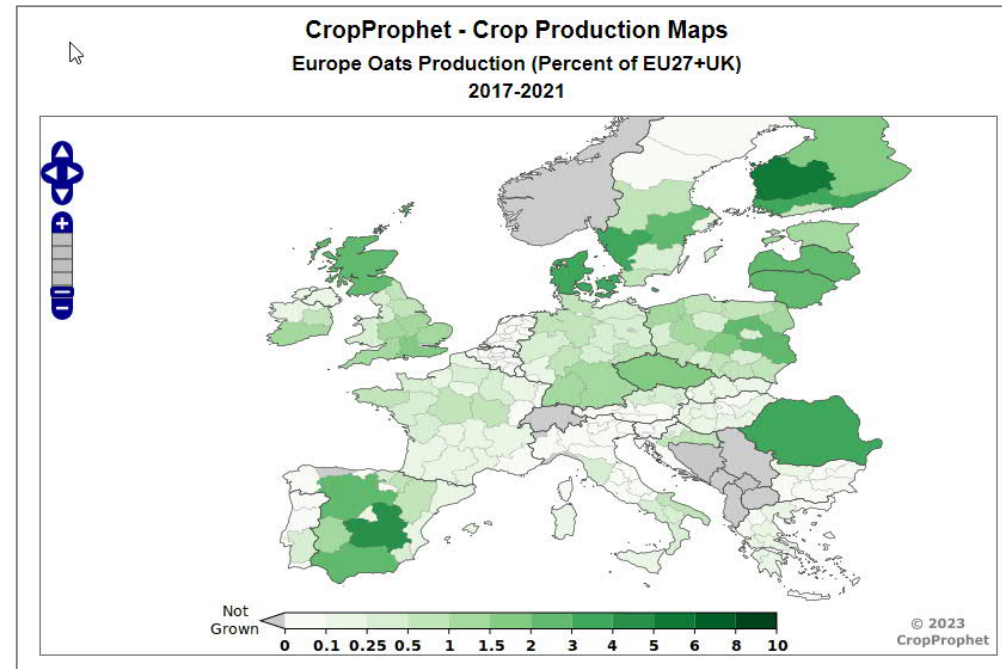 CropProphet - Crop Production Maps
Europe Oats Production (Percent of EU27+UK)
2017-2021
Not
Grown
0 0.1 0.25 0.5 1 1.5 2 3 4 5 6 8 10
© 2023
CropProphet